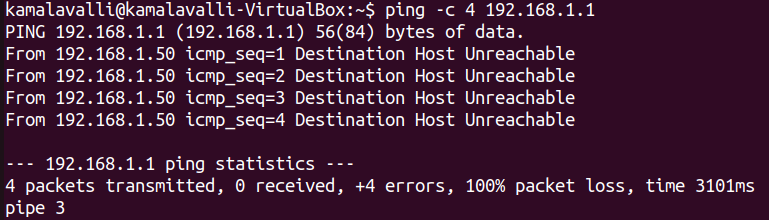 kamalavalli@kamalavalli-VirtualBox:~$ ping -c 4 192.168.1.1
PING 192.168.1.1 (192.168.1.1) 56(84) bytes of data.
From 192.168.1.50 icmp_seq=1 Destination Host Unreachable
From 192.168.1.50 icmp_seq=2 Destination Host Unreachable
From 192.168.1.50 icmp_seq=3 Destination Host Unreachable
From 192.168.1.50 icmp_seq=4 Destination Host Unreachable

--- 192.168.1.1 ping statistics ---
4 packets transmitted, 0 received, +4 errors, 100% packet loss, time 3101ms
pipe 3